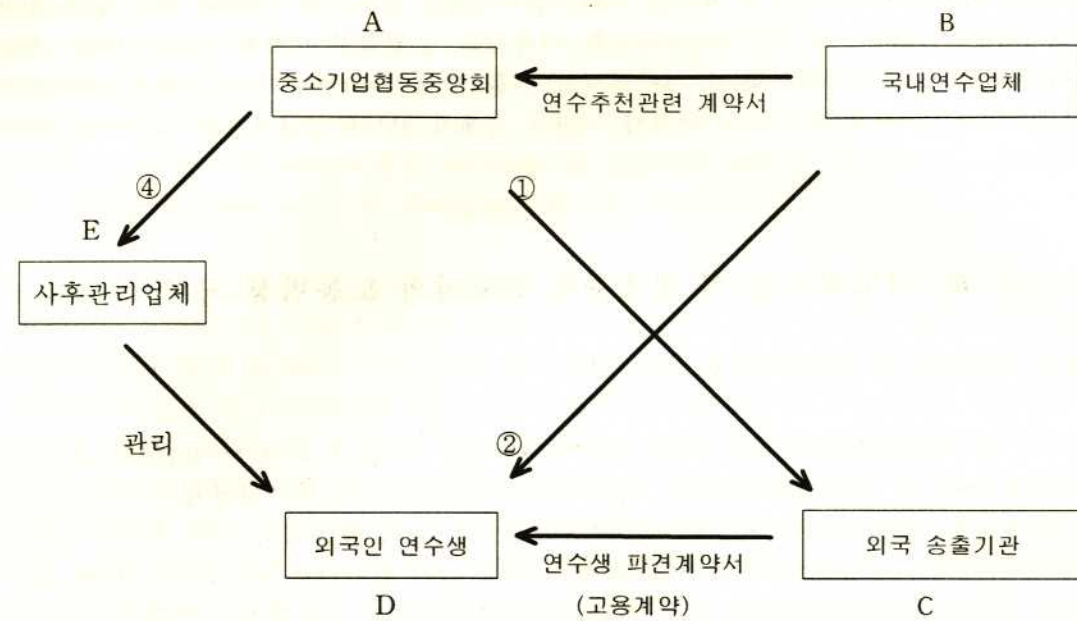 A
B
중소기업협동중앙회
국내연수업체
연수추천관련 계약서
④
①
E
사후관리업체
관리
②
외국인 연수생
외국 송출기관
연수생 파견계약서
(고용계약)
D
C